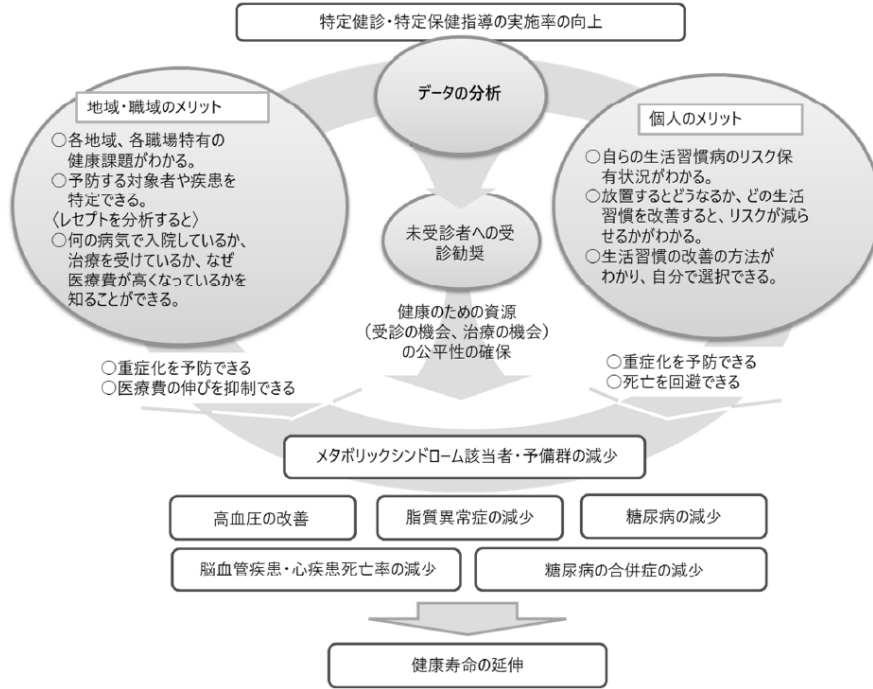 特定健診・特定保健指導の実施率の向上
データの分析
地域・職域のメリット
○各地域、各職場特有の
健康課題がわかる。
○予防する対象者や疾患を
特定できる。
〈レセプトを分析すると〉
○何の病気で入院しているか、
治療を受けているか、なぜ
医療費が高くなっているかを
知ることができる。
個人のメリット
○自らの生活習慣病のリスク保
有状況がわかる。
○放置するとどうなるか、どの生活
習慣を改善すると、リスクが減ら
せるかがわかる。
○生活習慣の改善の方法が
わかり、自分で選択できる。
未受診者への受
診勧奨
健康のための資源
（受診の機会、治療の機会）
の公平性の確保
○重症化を予防できる
○医療費の伸びを抑制できる
○重症化を予防できる
○死亡を回避できる
メタボリックシンドローム該当者・予備群の減少
高血圧の改善
脂質異常症の減少
糖尿病の減少
脳血管疾患・心疾患死亡率の減少
糖尿病の合併症の減少
健康寿命の延伸